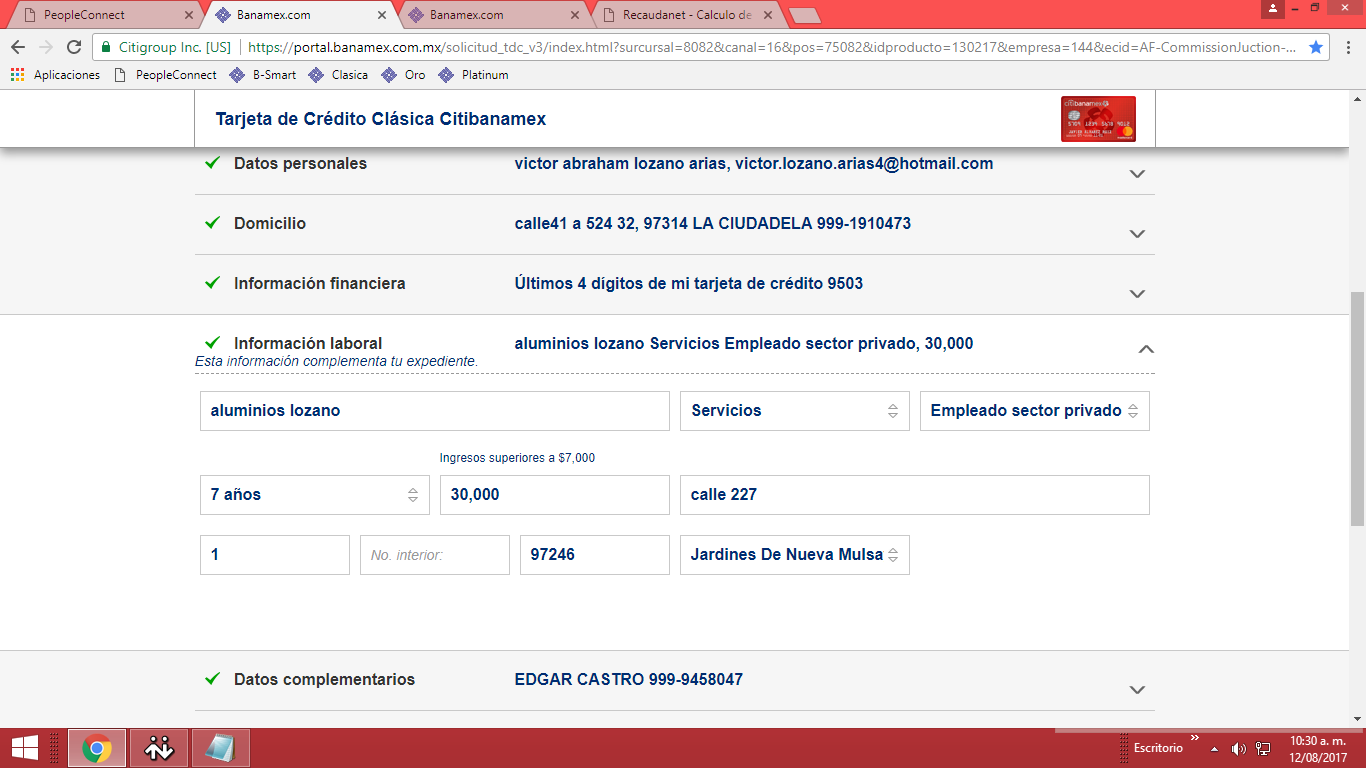 PeopleConnect
Banamex.com
Banamex.com
Recaudanet - Calculo de
Citigroup Inc. [US] https://portal.banamex.com.mx/solicitud_tdc_v3/index.html?sursursal=8082&canal=16&pos=75082&idproducto=130217&empresa=144&ecid=AF-CommissionJuction-...
Aplicaciones PeopleConnect B-Smart Clasica Oro Platinum
Tarjeta de Crédito Clásica Citibanamex
citibanamex
Datos personales victor abraham lozano arias, victor.lozano.arias4@hotmail.com
Domicilio calle41 a 524 32, 97314 LA CIUDADELA 999-1910473
Información financiera Últimos 4 dígitos de mi tarjeta de crédito 9503
Información laboral aluminios lozano Servicios Empleado sector privado, 30,000
Esta información complementa tu expediente.
aluminios lozano Servicios Empleado sector privado
Ingresos superiores a $7,000
7 años 30,000 calle 227
1 No. interior: 97246 Jardines De Nueva Mulsa
Datos complementarios EDGAR CASTRO 999-9458047
Escritorio
10:30 a. m.
12/08/2017